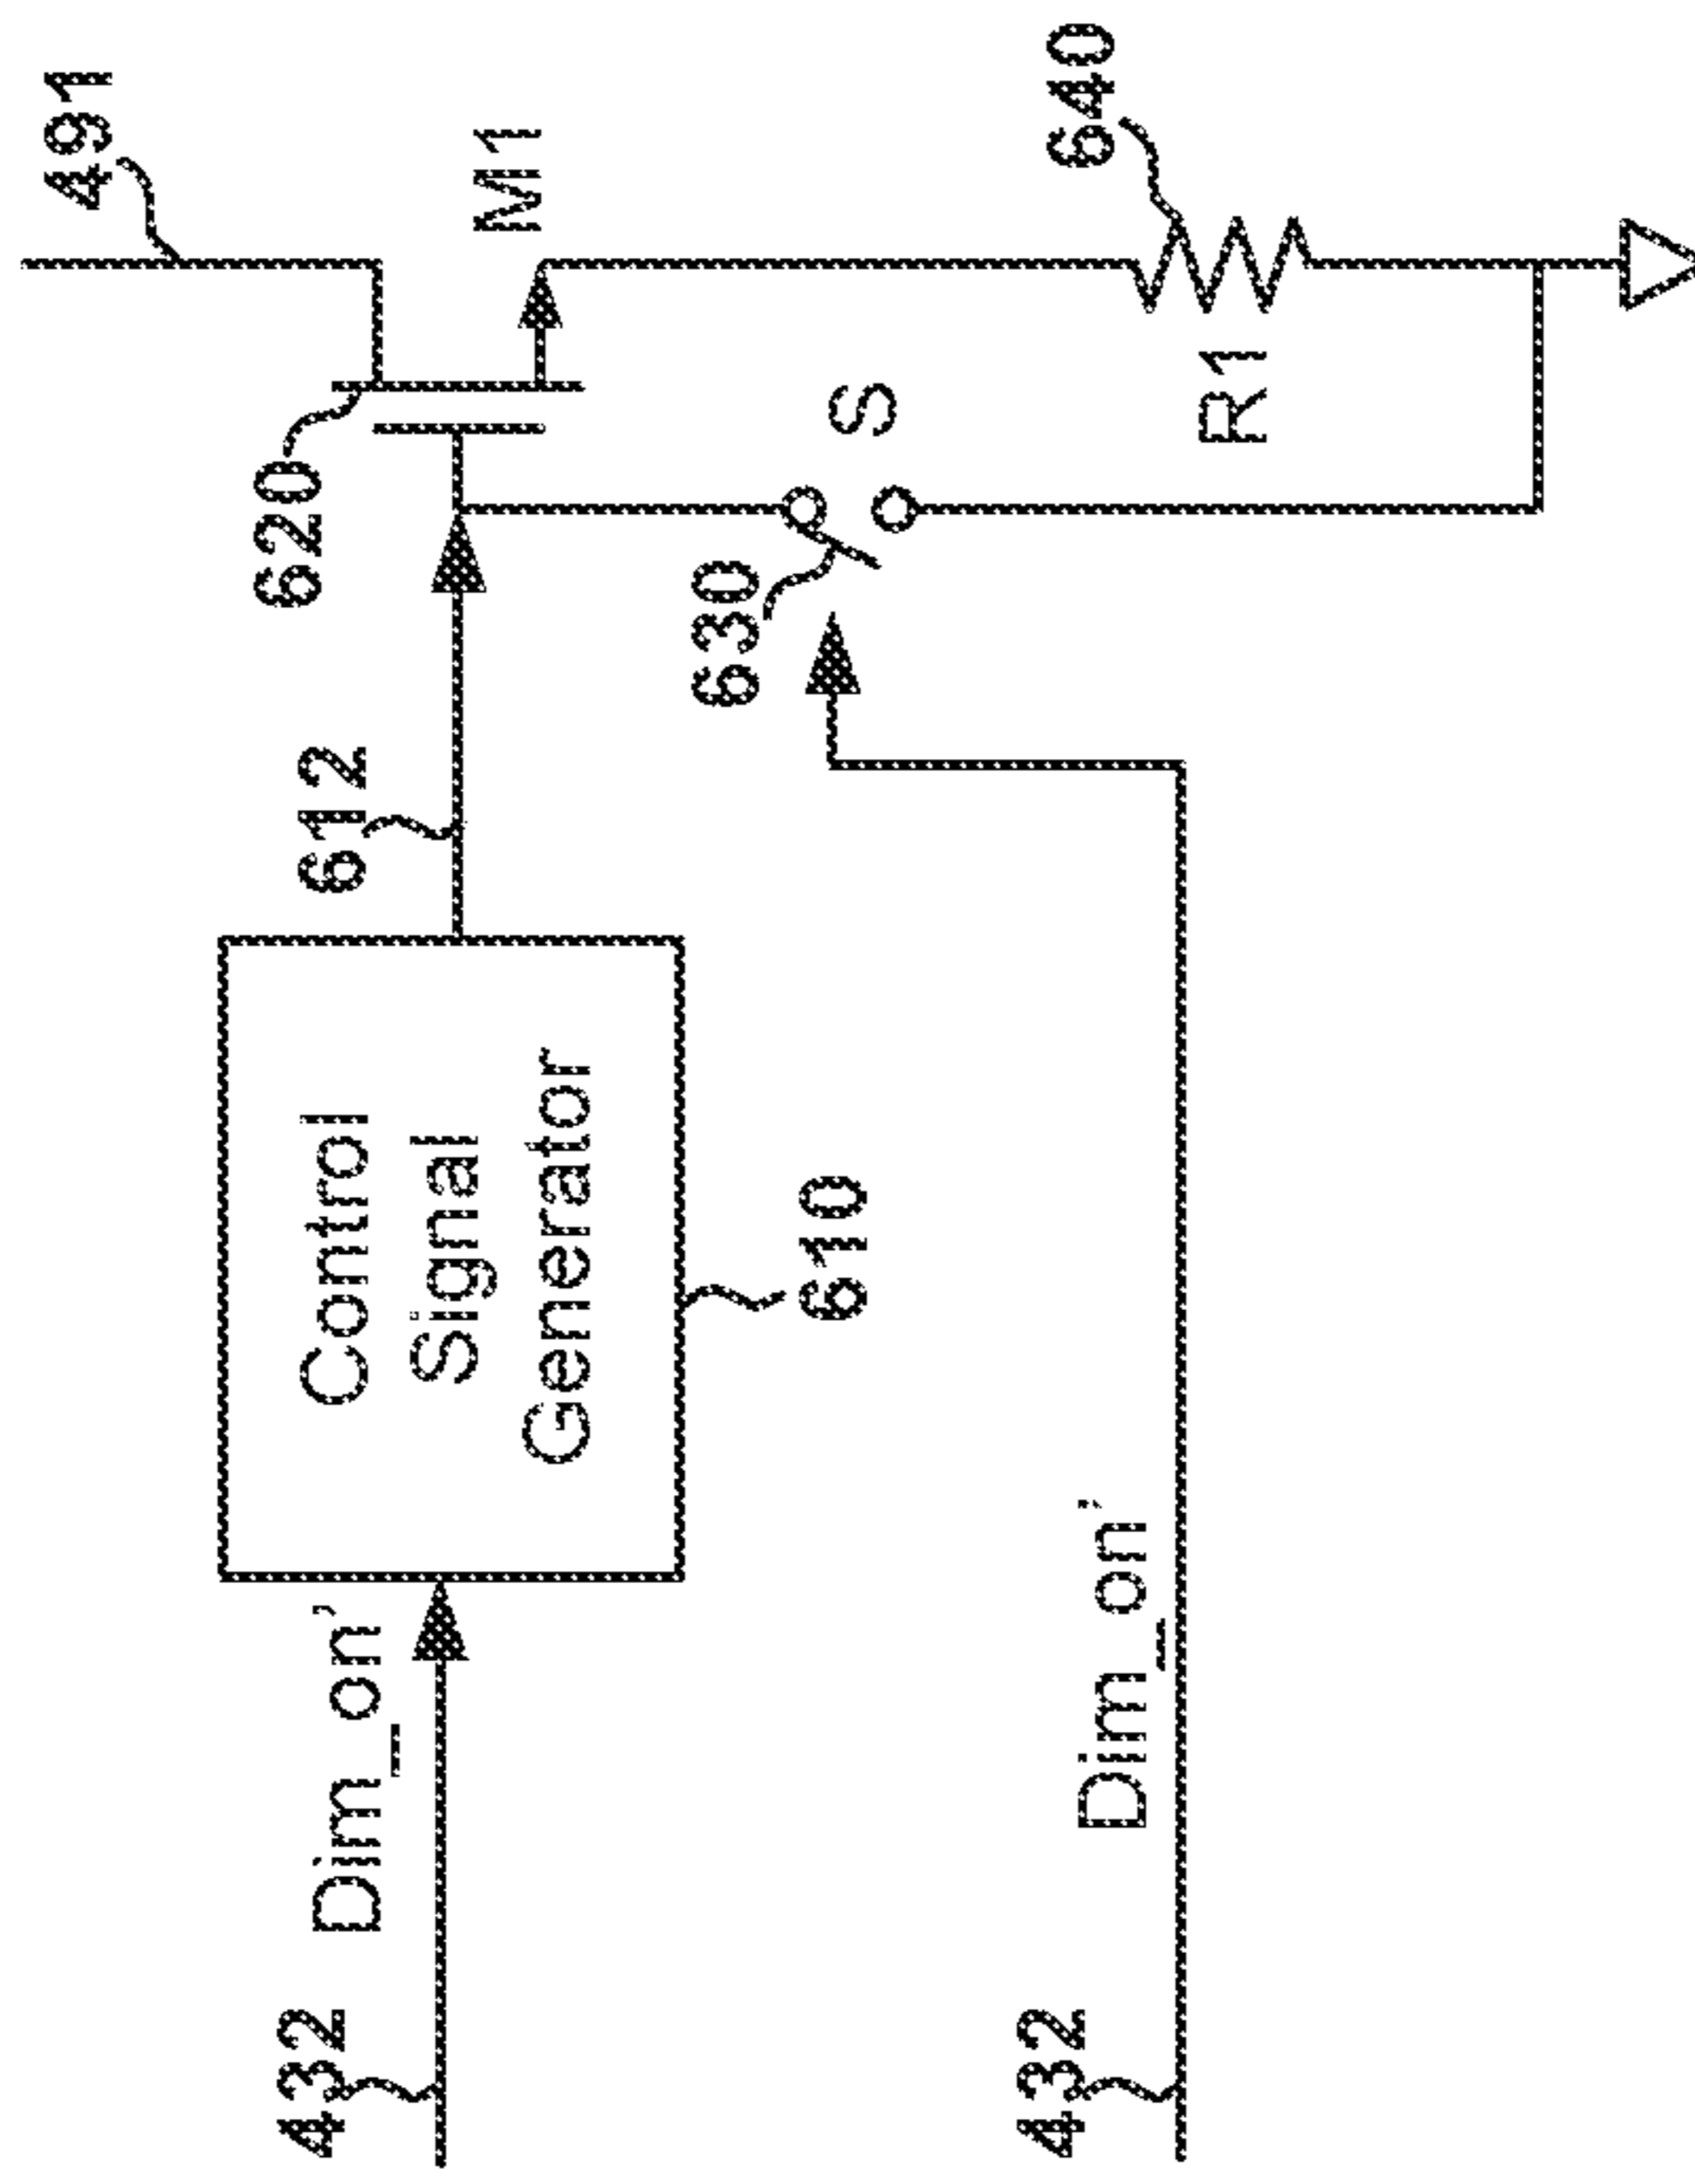 491
620
432
Dim_on'
Control
Signal
Generator
612
M1
630
610
S
432
Dim_on'
640
R1